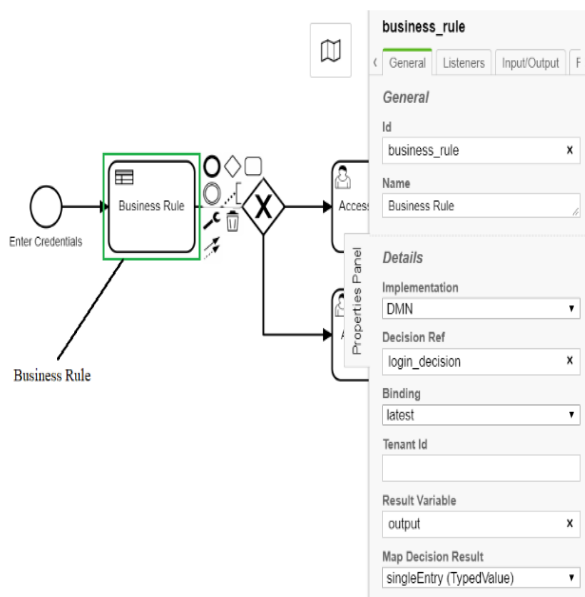 business_rule
General
Listeners
Input/Output
F
General
Id
business_rule
x
Name
Business Rule
Details
Implementation
DMN
Decision Ref
login_decision
x
Binding
latest
Tenant Id
Result Variable
output
x
Map Decision Result
singleEntry (TypedValue)
Properties Panel
Enter Credentials
Business Rule
X
Access
A
Business Rule